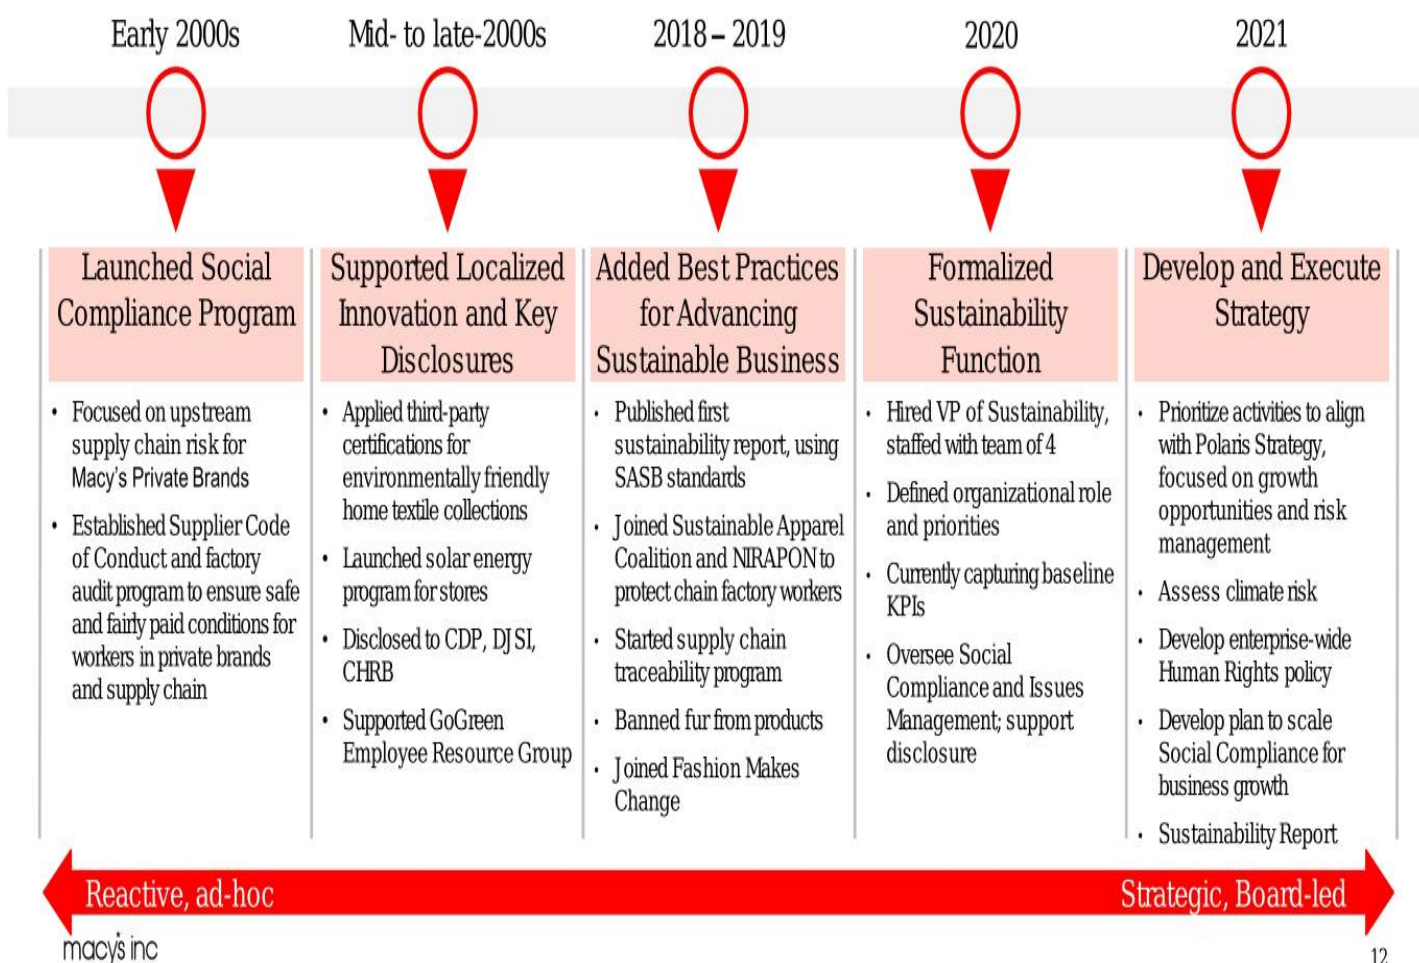 Early 2000s
Mid- to late-2000s
2018 – 2019
2020
2021
Launched Social
Compliance Program
• Focused on upstream
supply chain risk for
Macy's Private Brands
• Established Supplier Code
of Conduct and factory
audit program to ensure safe
and fairly paid conditions for
workers in private brands
and supply chain
Supported Localized
Innovation and Key
Disclosures
• Applied third-party
certifications for
environmentally friendly
home textile collections
• Launched solar energy
program for stores
• Disclosed to CDP, DJSI,
CHRB
• Supported GoGreen
Employee Resource Group
Added Best Practices
for Advancing
Sustainable Business
• Published first
sustainability report, using
SASB standards
• Joined Sustainable Apparel
Coalition and NIRAPON to
protect chain factory workers
• Started supply chain
traceability program
• Banned fur from products
• Joined Fashion Makes
Change
Formalized
Sustainability
Function
• Hired VP of Sustainability,
staffed with team of 4
• Defined organizational role
and priorities
• Currently capturing baseline
KPIs
• Oversee Social
Compliance and Issues
Management; support
disclosure
Develop and Execute
Strategy
• Prioritize activities to align
with Polaris Strategy,
focused on growth
opportunities and risk
management
• Assess climate risk
• Develop enterprise-wide
Human Rights policy
• Develop plan to scale
Social Compliance for
business growth
• Sustainability Report
Reactive, ad-hoc
Strategic, Board-led
macy's inc
12